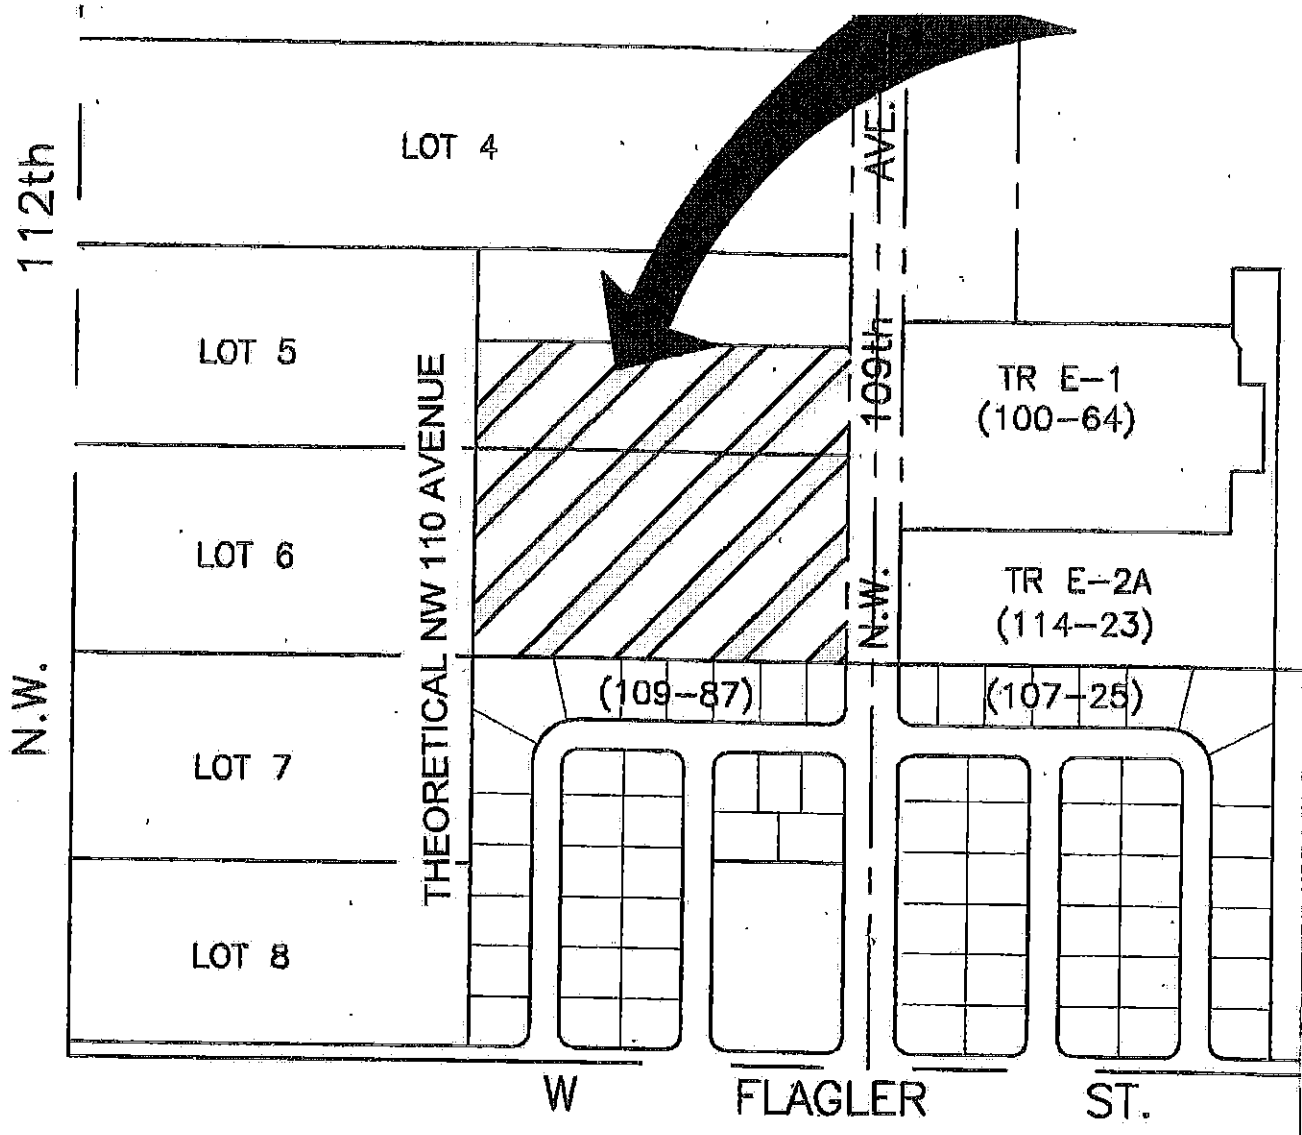 LOT 4
112th
N.W.
AVE.
109th
N.W.
LOT 5
THEORETICAL NW 110 AVENUE
TR E-1
(100-64)
LOT 6
TR E-2A
(114-23)
(109-87)
(107-25)
LOT 7
LOT 8
W FLAGLER ST.